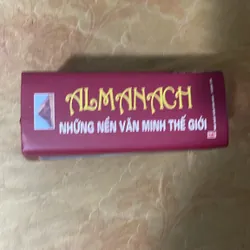 ALMANACH
NHỮNG NỀN VĂN MINH THẾ GIỚI